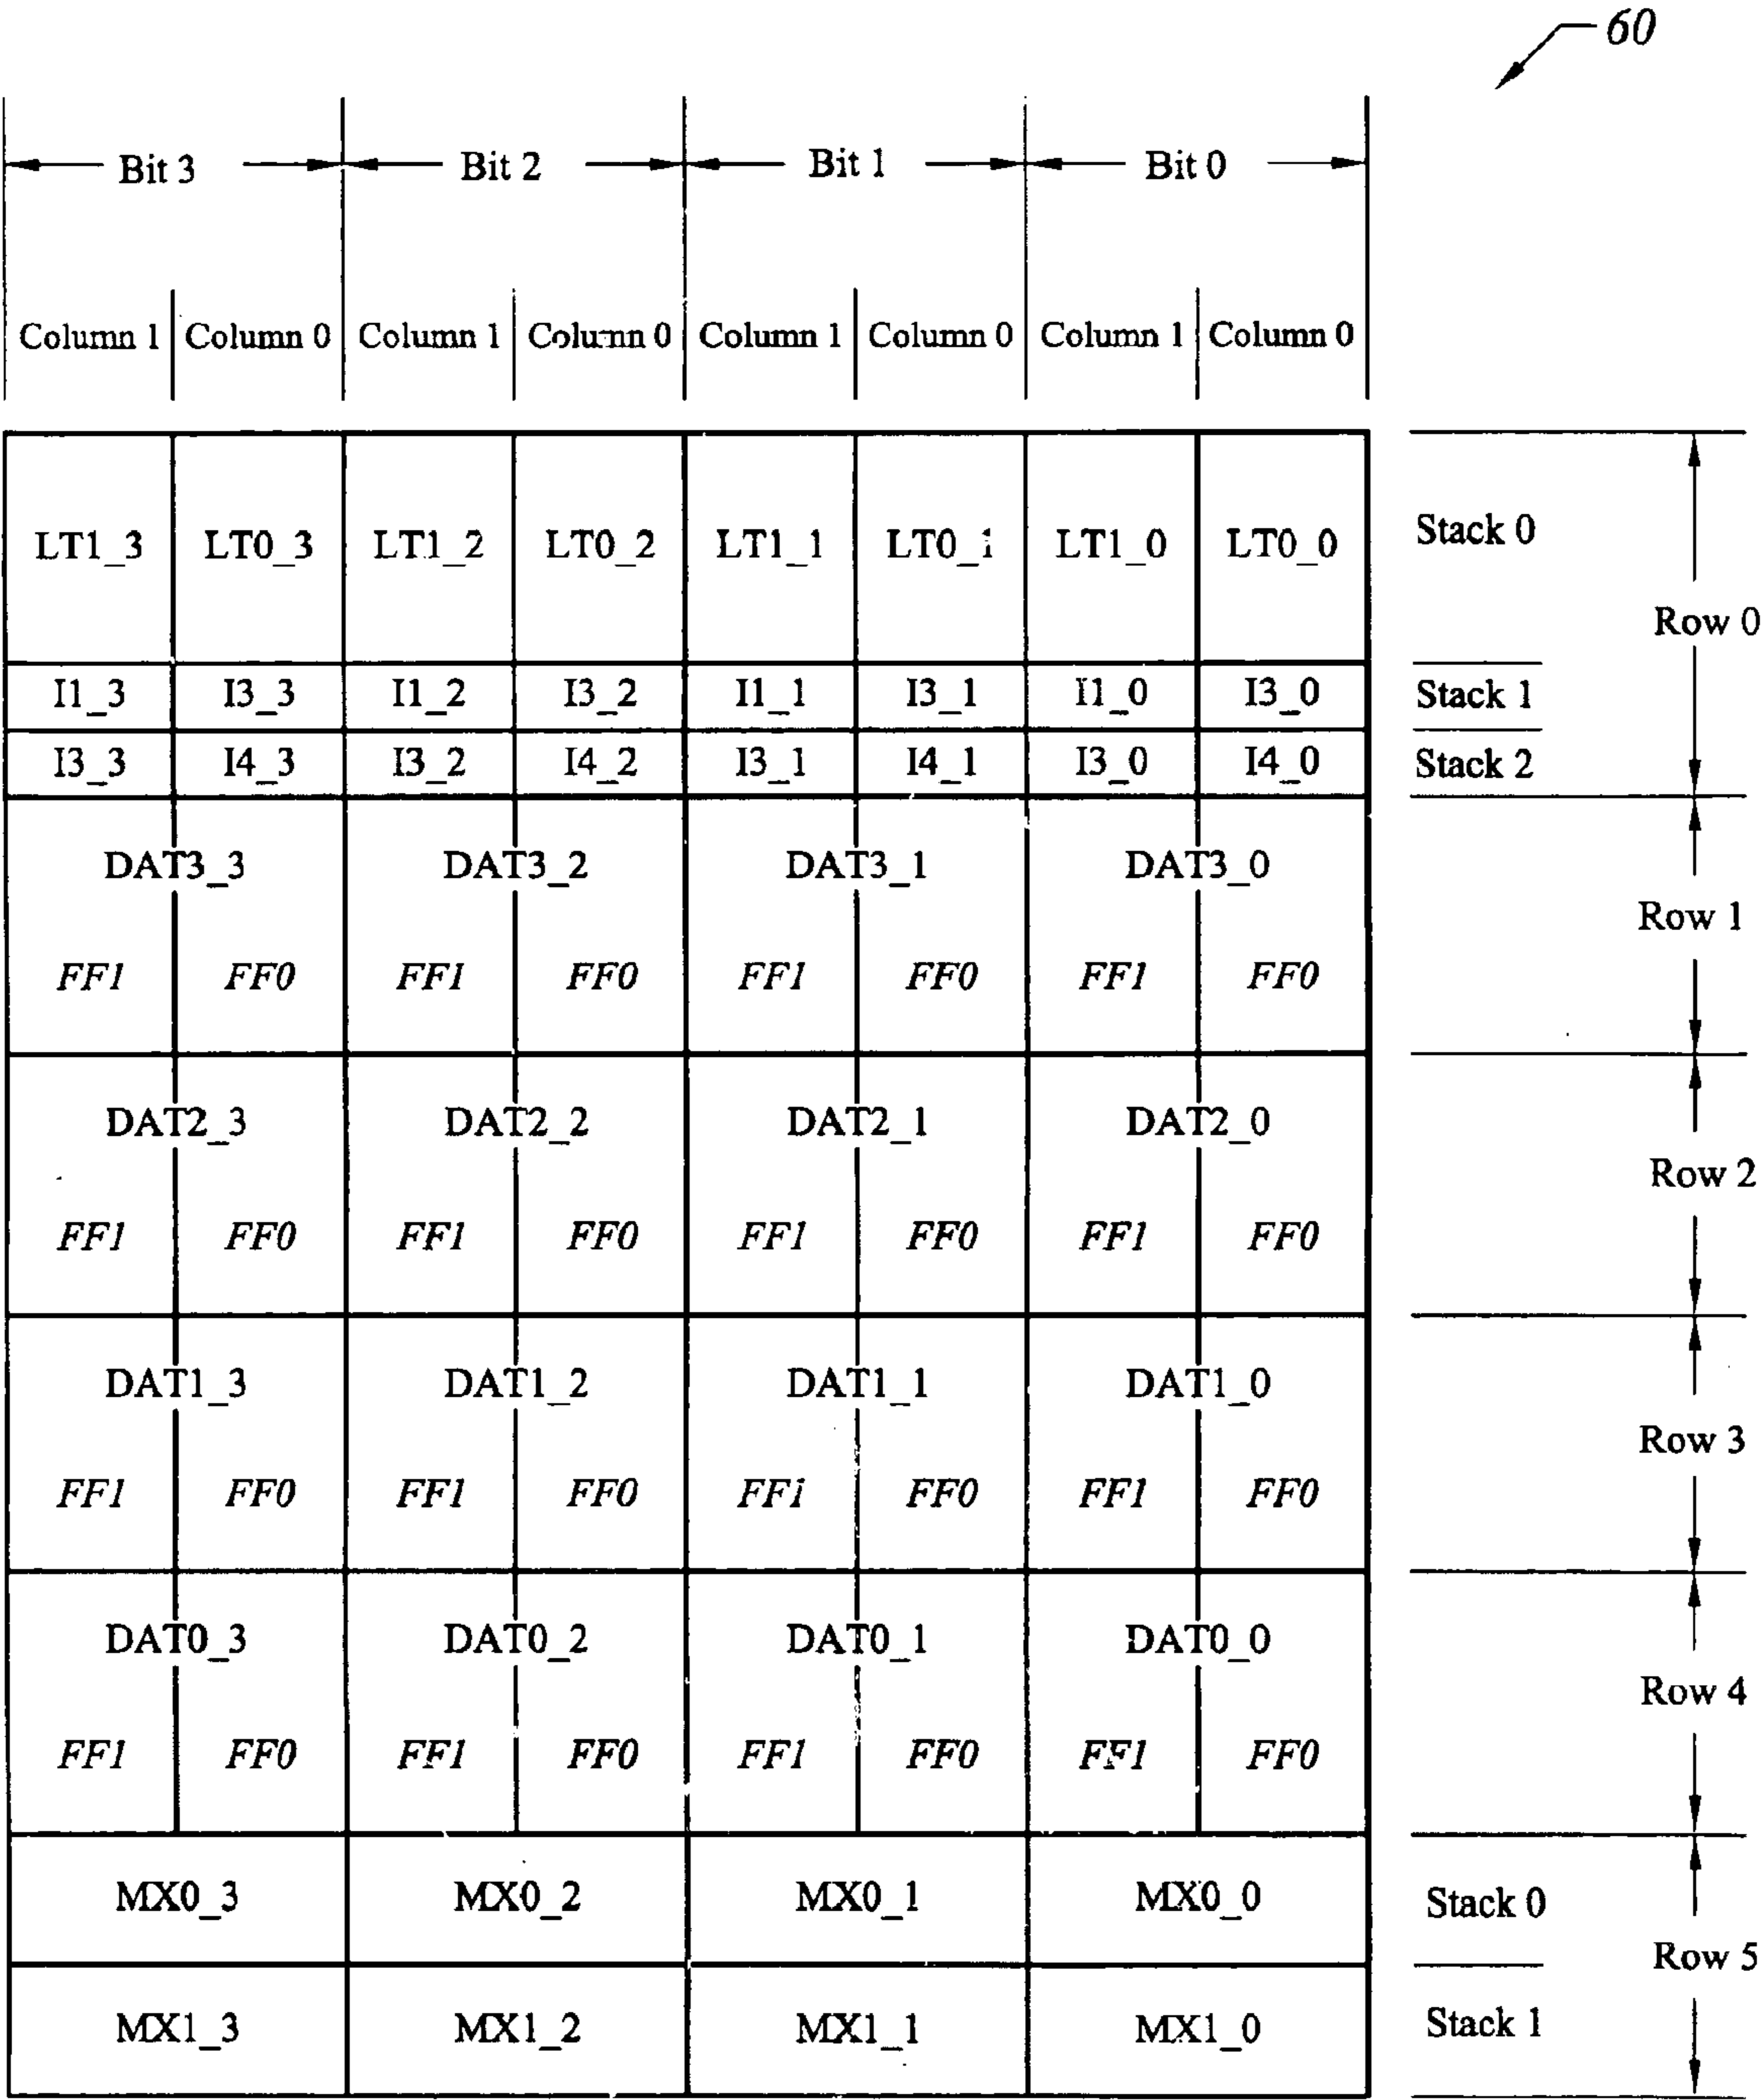 60
Bit 3 Bit 2 Bit 1 Bit 0
Column 1 Column 0 Column 1 Column 0 Column 1 Column 0 Column 1 Column 0
LT1_3 LT0_3 LT1_2 LT0_2 LT1_1 LT0_1 LT1_0 LT0_0 Stack 0
Row 0
I1_3 I3_3 I1_2 I3_2 I1_1 I3_1 I1_0 I3_0 Stack 1
I3_3 I4_3 I3_2 I4_2 I3_1 I4_1 I3_0 I4_0 Stack 2
DAT3_3 DAT3_2 DAT3_1 DAT3_0
Row 1
FF1 FF0 FF1 FF0 FF1 FF0 FF1 FF0
DAT2_3 DAT2_2 DAT2_1 DAT2_0
Row 2
FF1 FF0 FF1 FF0 FF1 FF0 FF1 FF0
DAT1_3 DAT1_2 DAT1_1 DAT1_0
Row 3
FF1 FF0 FF1 FF0 FF1 FF0 FF1 FF0
DAT0_3 DAT0_2 DAT0_1 DAT0_0
Row 4
FF1 FF0 FF1 FF0 FF1 FF0 FF1 FF0
MX0_3 MX0_2 MX0_1 MX0_0 Stack 0
Row 5
MX1_3 MX1_2 MX1_1 MX1_0 Stack 1